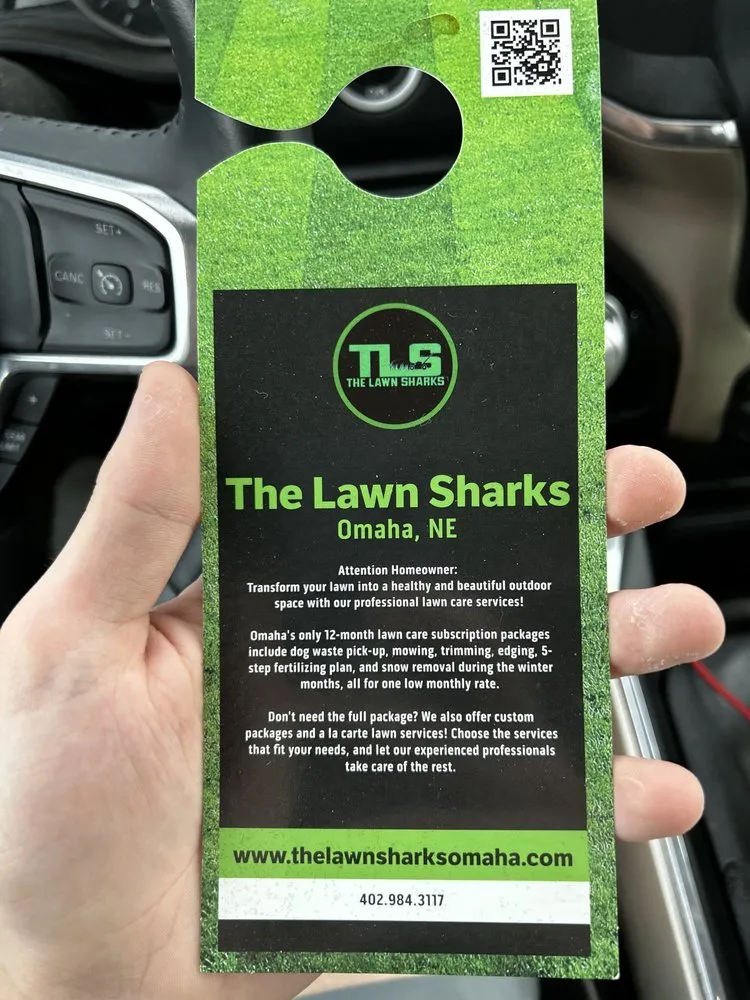 SET+
CANC
RES
SET-
TLS
THE LAWN SHARKS
The Lawn Sharks
Omaha, NE
Attention Homeowner:
Transform your lawn into a healthy and beautiful outdoor
space with our professional lawn care services!
Omaha's only 12-month lawn care subscription packages
include dog waste pick-up, mowing, trimming, edging, 5-
step fertilizing plan, and snow removal during the winter
months, all for one low monthly rate.
Don't need the full package? We also offer custom
packages and a la carte lawn services! Choose the services
that fit your needs, and let our experienced professionals
take care of the rest.
www.thelawnsharksomaha.com
402.984.3117